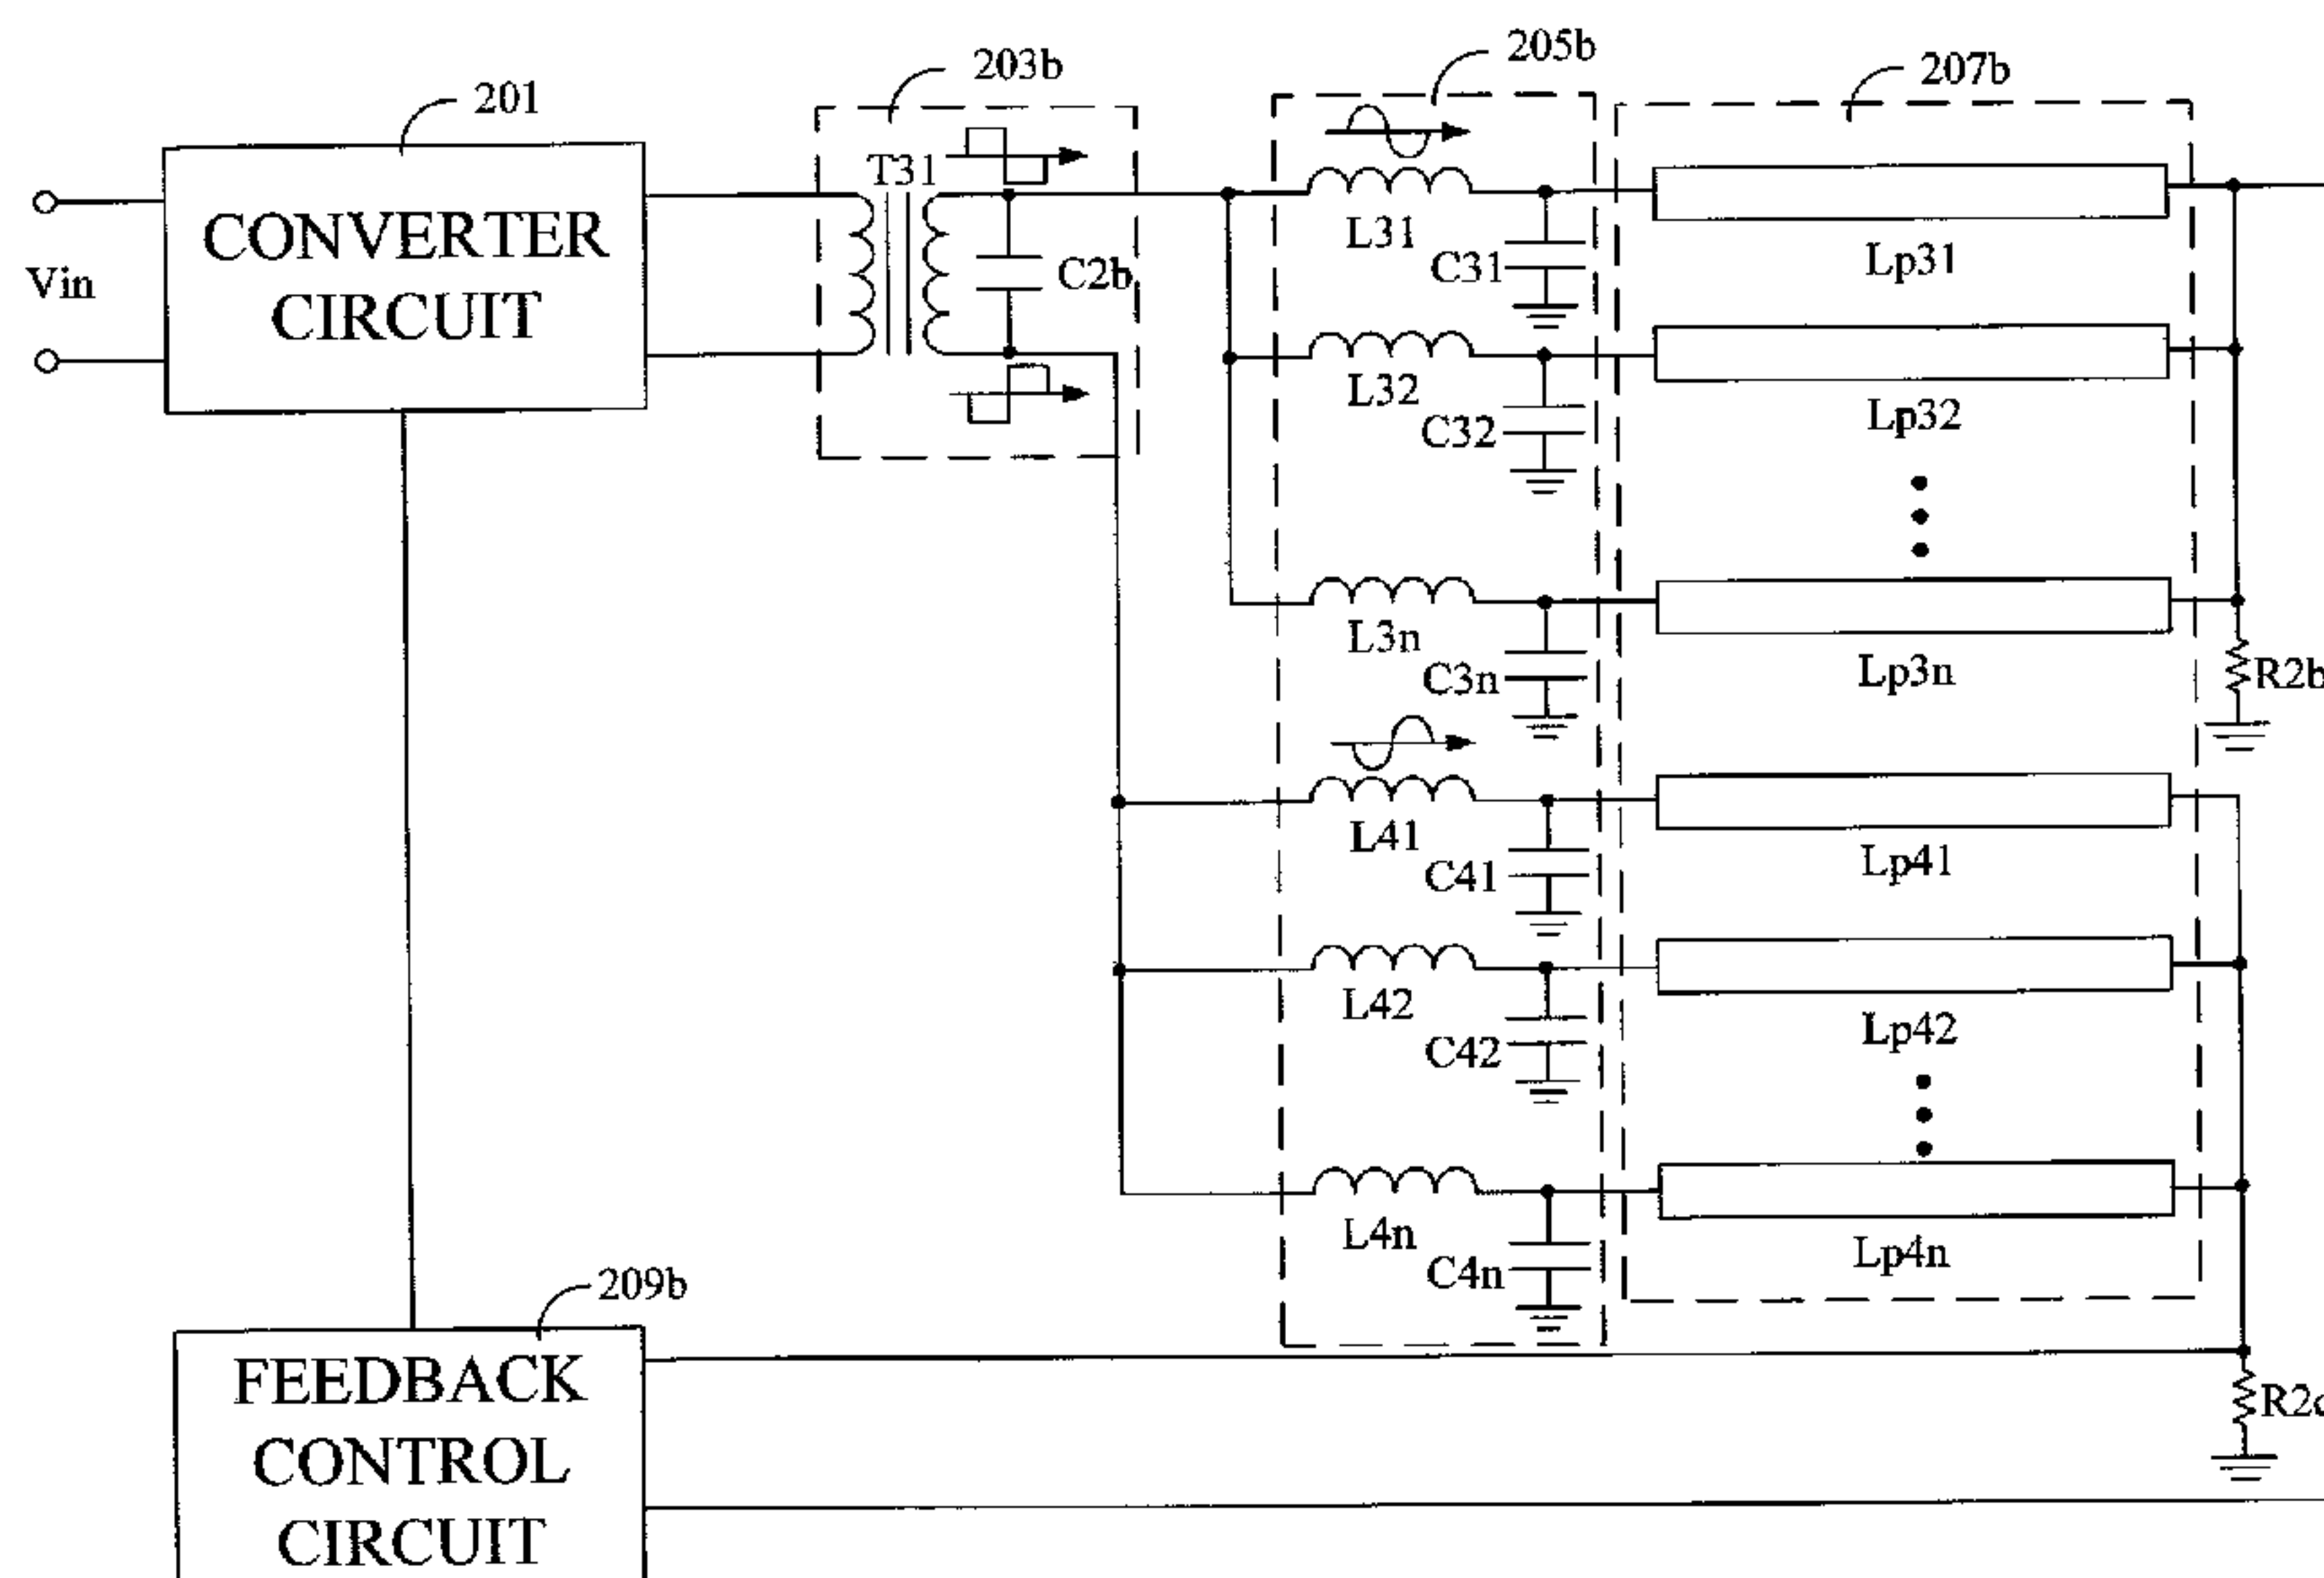 203b
205b
207b
201
T31
CONVERTER
CIRCUIT
Vin
C2b
L31
C31
Lp31
L32
C32
Lp32
L3n
C3n
Lp3n
R2b
L41
C41
Lp41
L42
C42
Lp42
L4n
C4n
Lp4n
209b
FEEDBACK
CONTROL
CIRCUIT
R2c